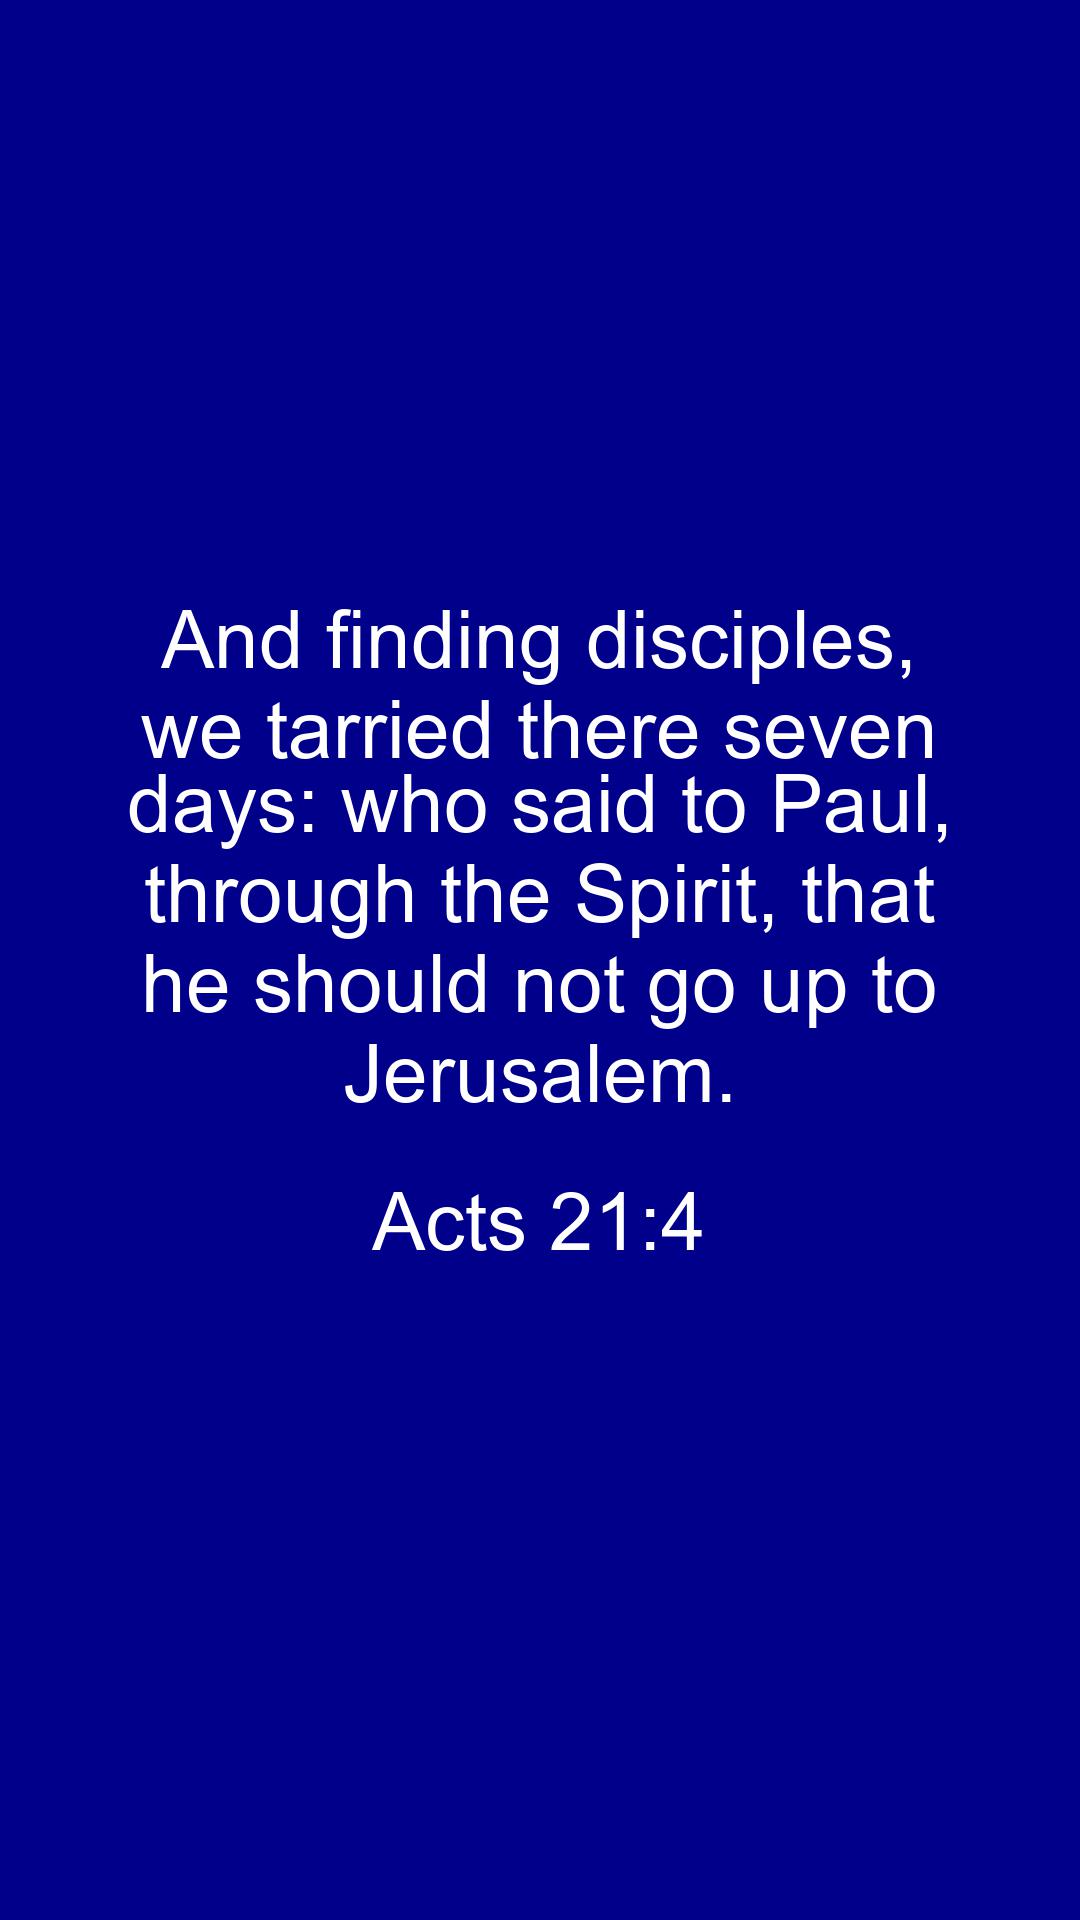 And finding disciples,
we tarried there seven
days: who said to Paul,
through the Spirit, that
he should not go up to
Jerusalem.
Acts 21:4